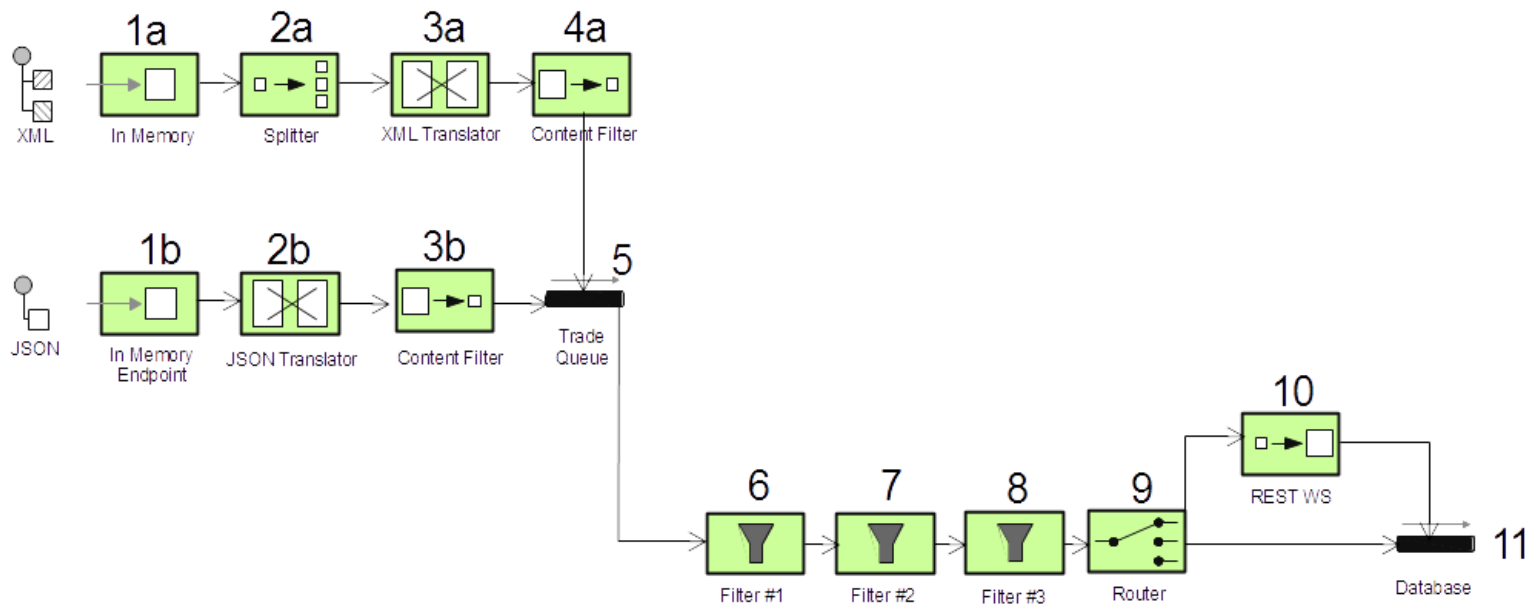 1a
2a
3a
4a
XML
In Memory
Splitter
XML Translator
Content Filter
1b
2b
3b
5
JSON
In Memory
Endpoint
JSON Translator
Content Filter
Trade
Queue
10
REST WS
6
7
8
9
11
Filter #1
Filter #2
Filter #3
Router
Database